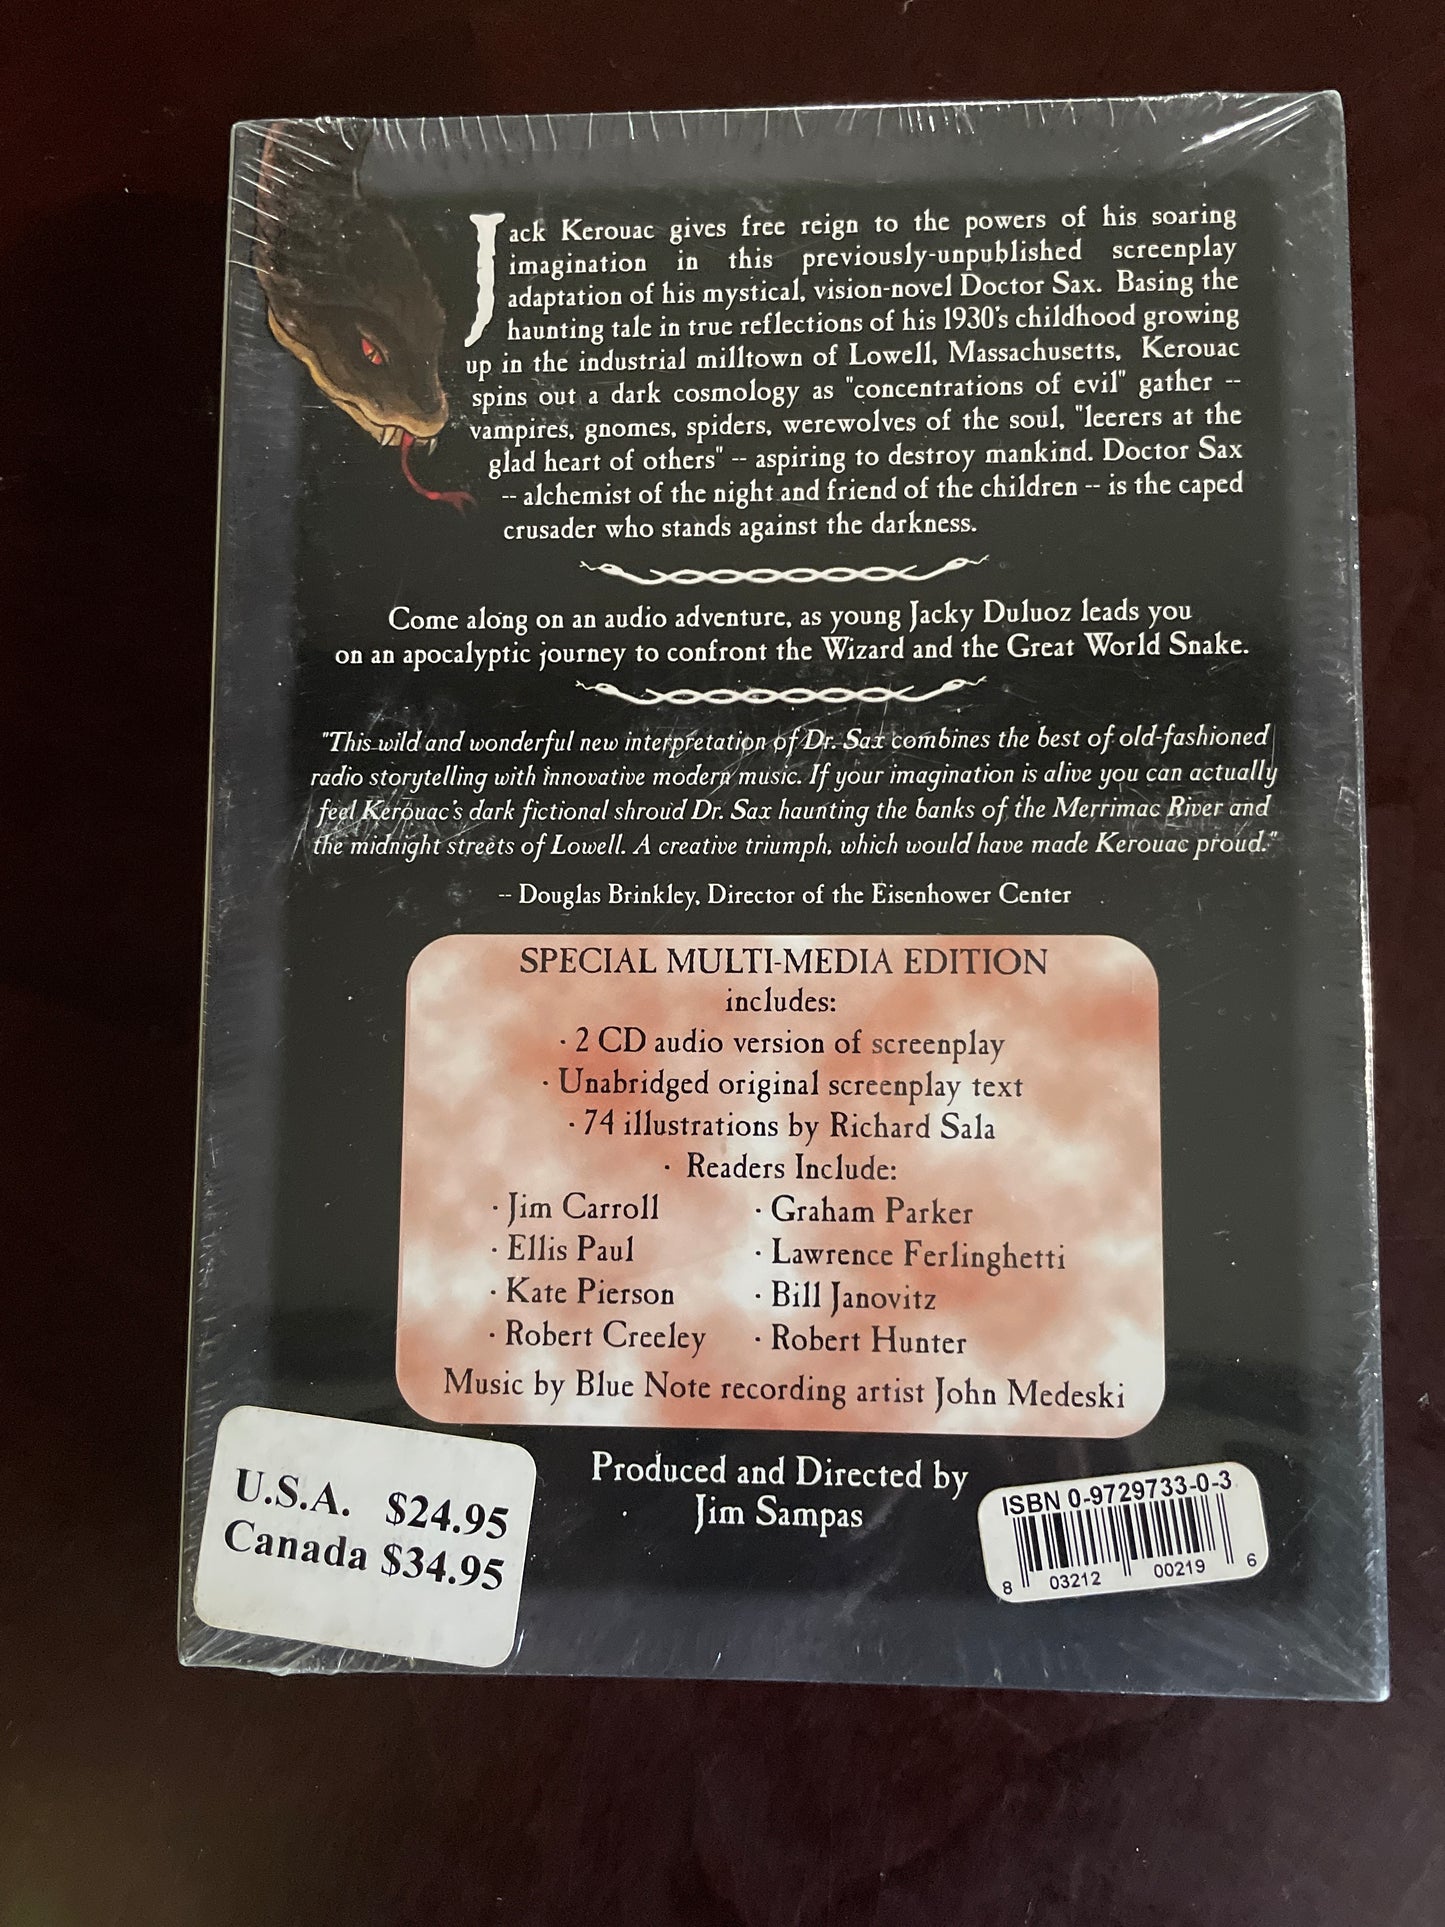 Jack Kerouac gives free reign to the powers of his soaring
imagination in this previously-unpublished screenplay
adaptation of his mystical, vision-novel Doctor Sax. Basing the
haunting tale in true reflections of his 1930's childhood growing
up in the industrial milltown of Lowell, Massachusetts, Kerouac
spins out a dark cosmology as "concentrations of evil" gather --
vampires, gnomes, spiders, werewolves of the soul, "leerers at the
glad heart of others" -- aspiring to destroy mankind. Doctor Sax
-- alchemist of the night and friend of the children -- is the caped
crusader who stands against the darkness.
Come along on an audio adventure, as young Jacky Duluoz leads you
on an apocalyptic journey to confront the Wizard and the Great World Snake.
"This wild and wonderful new interpretation of Dr. Sax combines the best of old-fashioned
radio storytelling with innovative modern music. If your imagination is alive you can actually
feel Kerouac's dark fictional shroud Dr. Sax haunting the banks of the Merrimac River and
the midnight streets of Lowell. A creative triumph, which would have made Kerouac proud."
-- Douglas Brinkley, Director of the Eisenhower Center
SPECIAL MULTI-MEDIA EDITION
includes:
· 2 CD audio version of screenplay
· Unabridged original screenplay text
· 74 illustrations by Richard Sala
· Readers Include:
· Jim Carroll
· Ellis Paul
· Kate Pierson
· Robert Creeley
· Graham Parker
· Lawrence Ferlinghetti
· Bill Janovitz
· Robert Hunter
Music by Blue Note recording artist John Medeski
Produced and Directed by
Jim Sampas
U.S.A. $24.95
Canada $34.95
ISBN 0-9729733-0-3
8 03212 00219 6